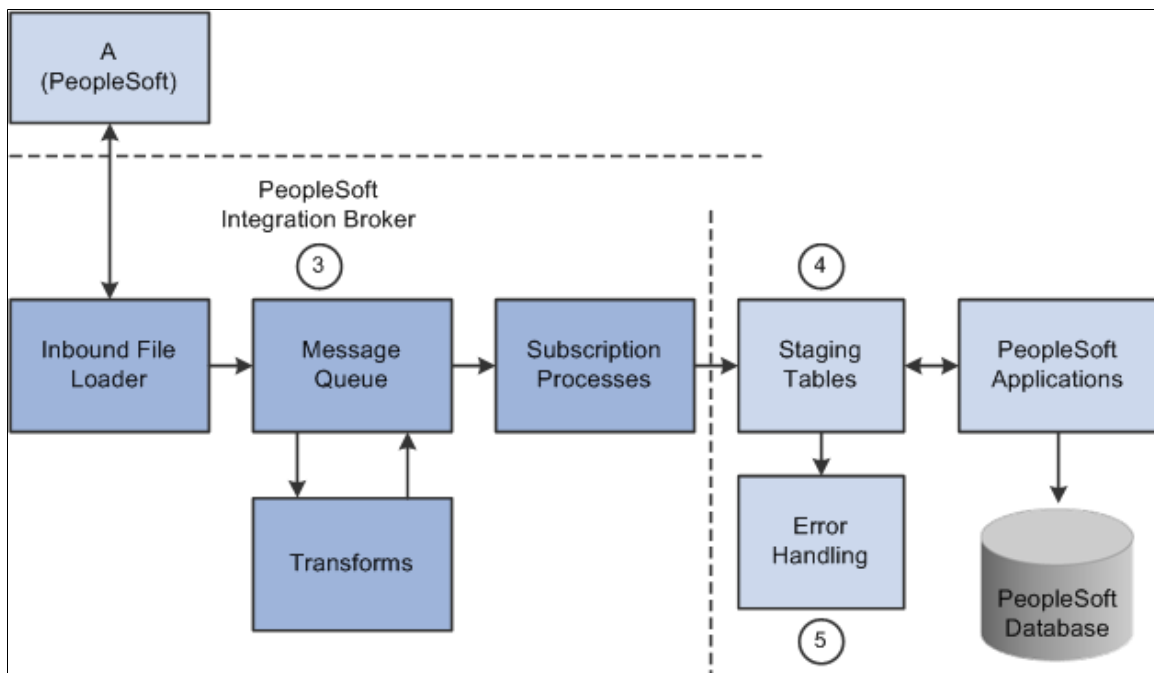 A
(PeopleSoft)
PeopleSoft
Integration Broker
3
4
Inbound File
Loader
Message
Queue
Subscription
Processes
Staging
Tables
PeopleSoft
Applications
Transforms
Error
Handling
5
PeopleSoft
Database